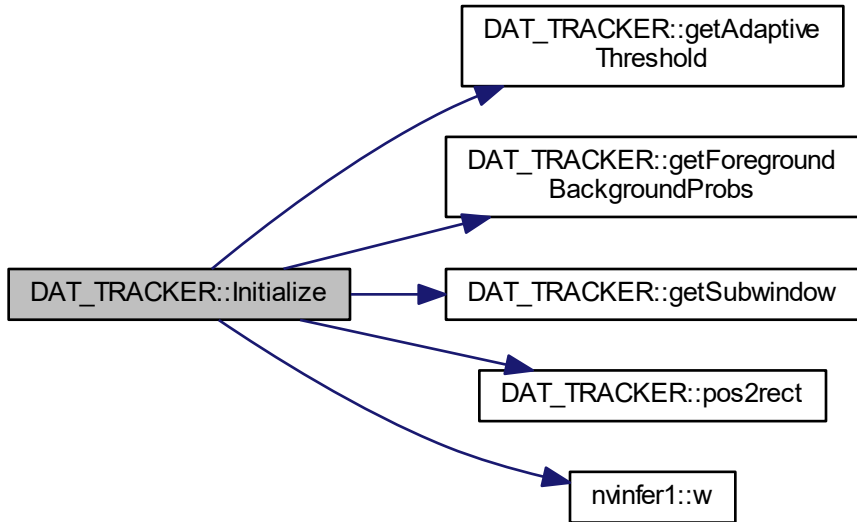 DAT_TRACKER::getAdaptive
Threshold
DAT_TRACKER::getForeground
BackgroundProbs
DAT_TRACKER::Initialize
DAT_TRACKER::getSubwindow
DAT_TRACKER::pos2rect
nvinfer1::w